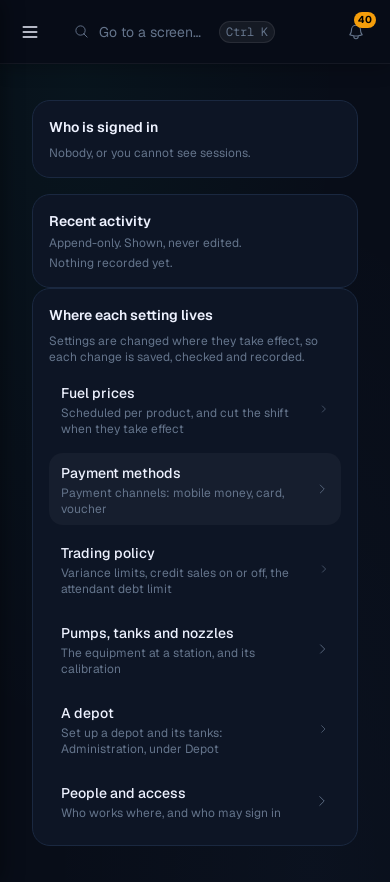 Go to a screen...
Ctrl K
40
Who is signed in
Nobody, or you cannot see sessions.
Recent activity
Append-only. Shown, never edited.
Nothing recorded yet.
Where each setting lives
Settings are changed where they take effect, so
each change is saved, checked and recorded.
Fuel prices
Scheduled per product, and cut the shift
when they take effect
Payment methods
Payment channels: mobile money, card,
voucher
Trading policy
Variance limits, credit sales on or off, the
attendant debt limit
Pumps, tanks and nozzles
The equipment at a station, and its
calibration
A depot
Set up a depot and its tanks:
Administration, under Depot
People and access
Who works where, and who may sign in